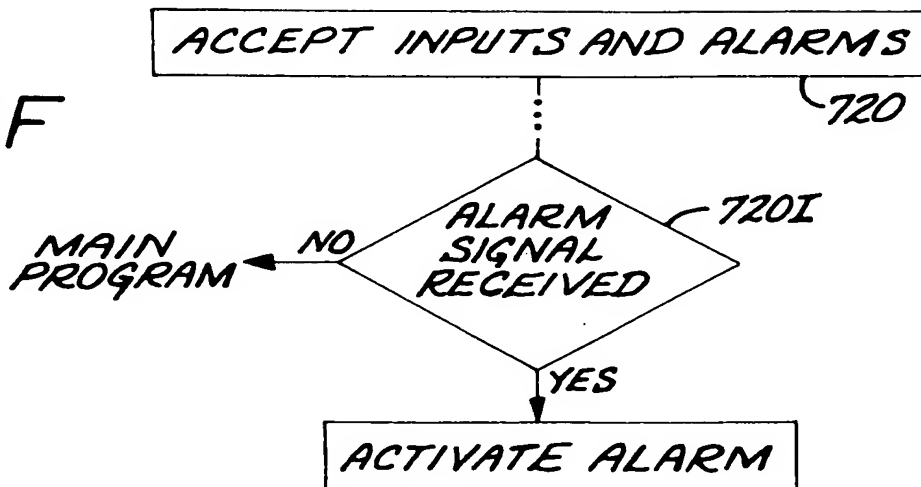 ACCEPT INPUTS AND ALARMS
720
F
ALARM
SIGNAL
RECEIVED
720I
NO
MAIN
PROGRAM
YES
ACTIVATE ALARM